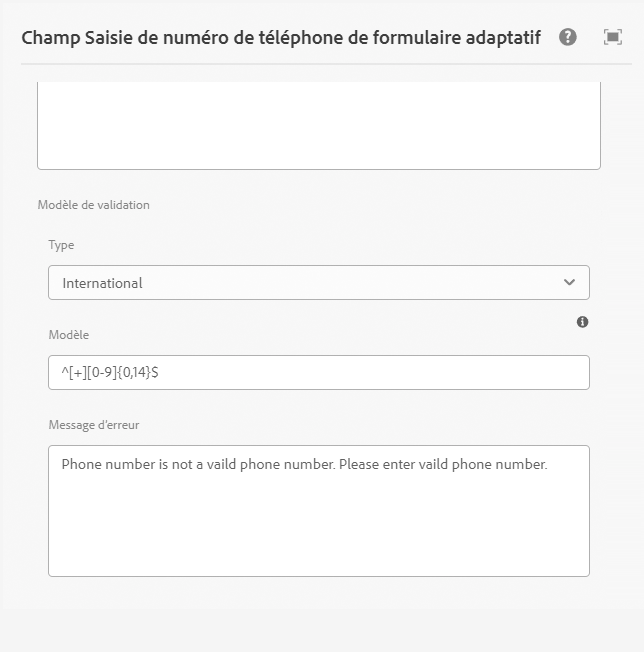 Champ Saisie de numéro de téléphone de formulaire adaptatif
Modèle de validation
Type
International
Modèle
^[+][0-9]{0,14}$
Message d'erreur
Phone number is not a vaild phone number. Please enter vaild phone number.